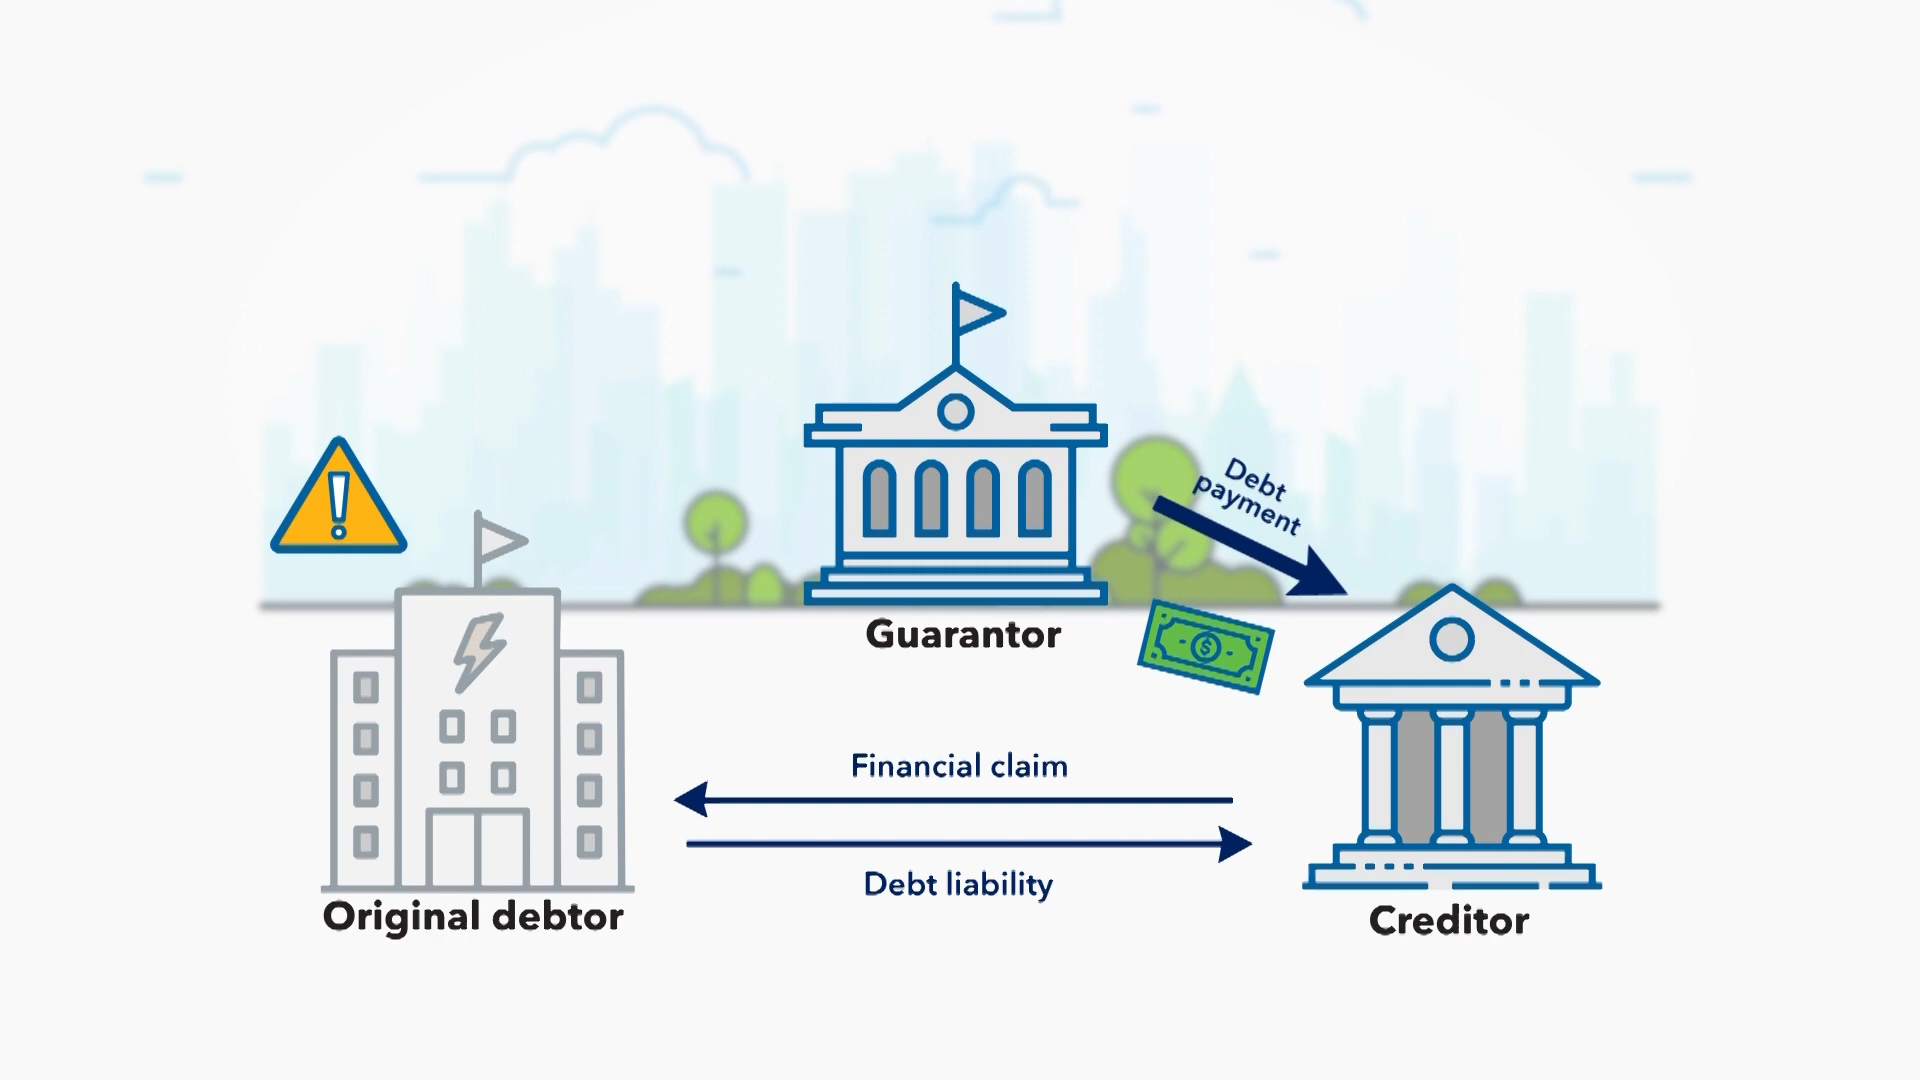 Debt
payment
Guarantor
Financial claim
Debt liability
Original debtor
Creditor